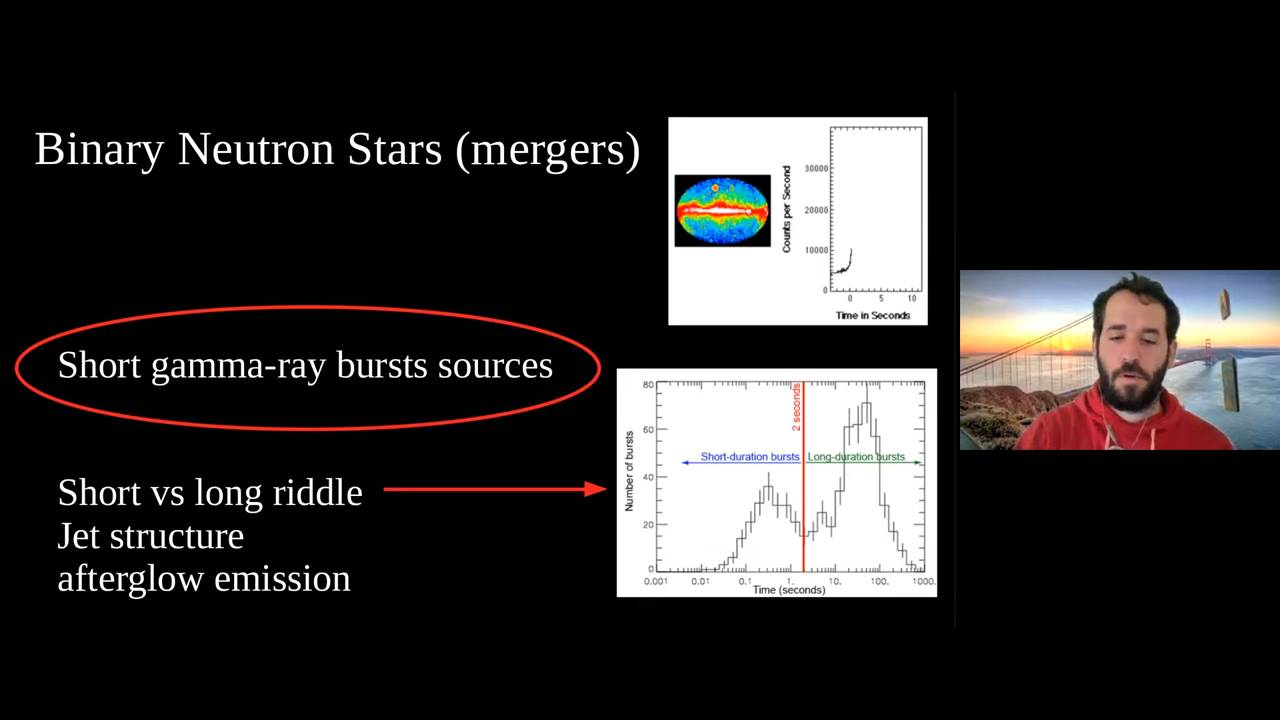 Binary Neutron Stars (mergers)
Counts per Second
30000
20000
10000
0
0 5 10
Time in Seconds
Short gamma-ray bursts sources
Short vs long riddle
Jet structure
afterglow emission
Number of bursts
80
60
40
20
0
2 seconds
Short-duration bursts
Long-duration bursts
0.001 0.01 0.1 1. 10. 100. 1000.
Time (seconds)